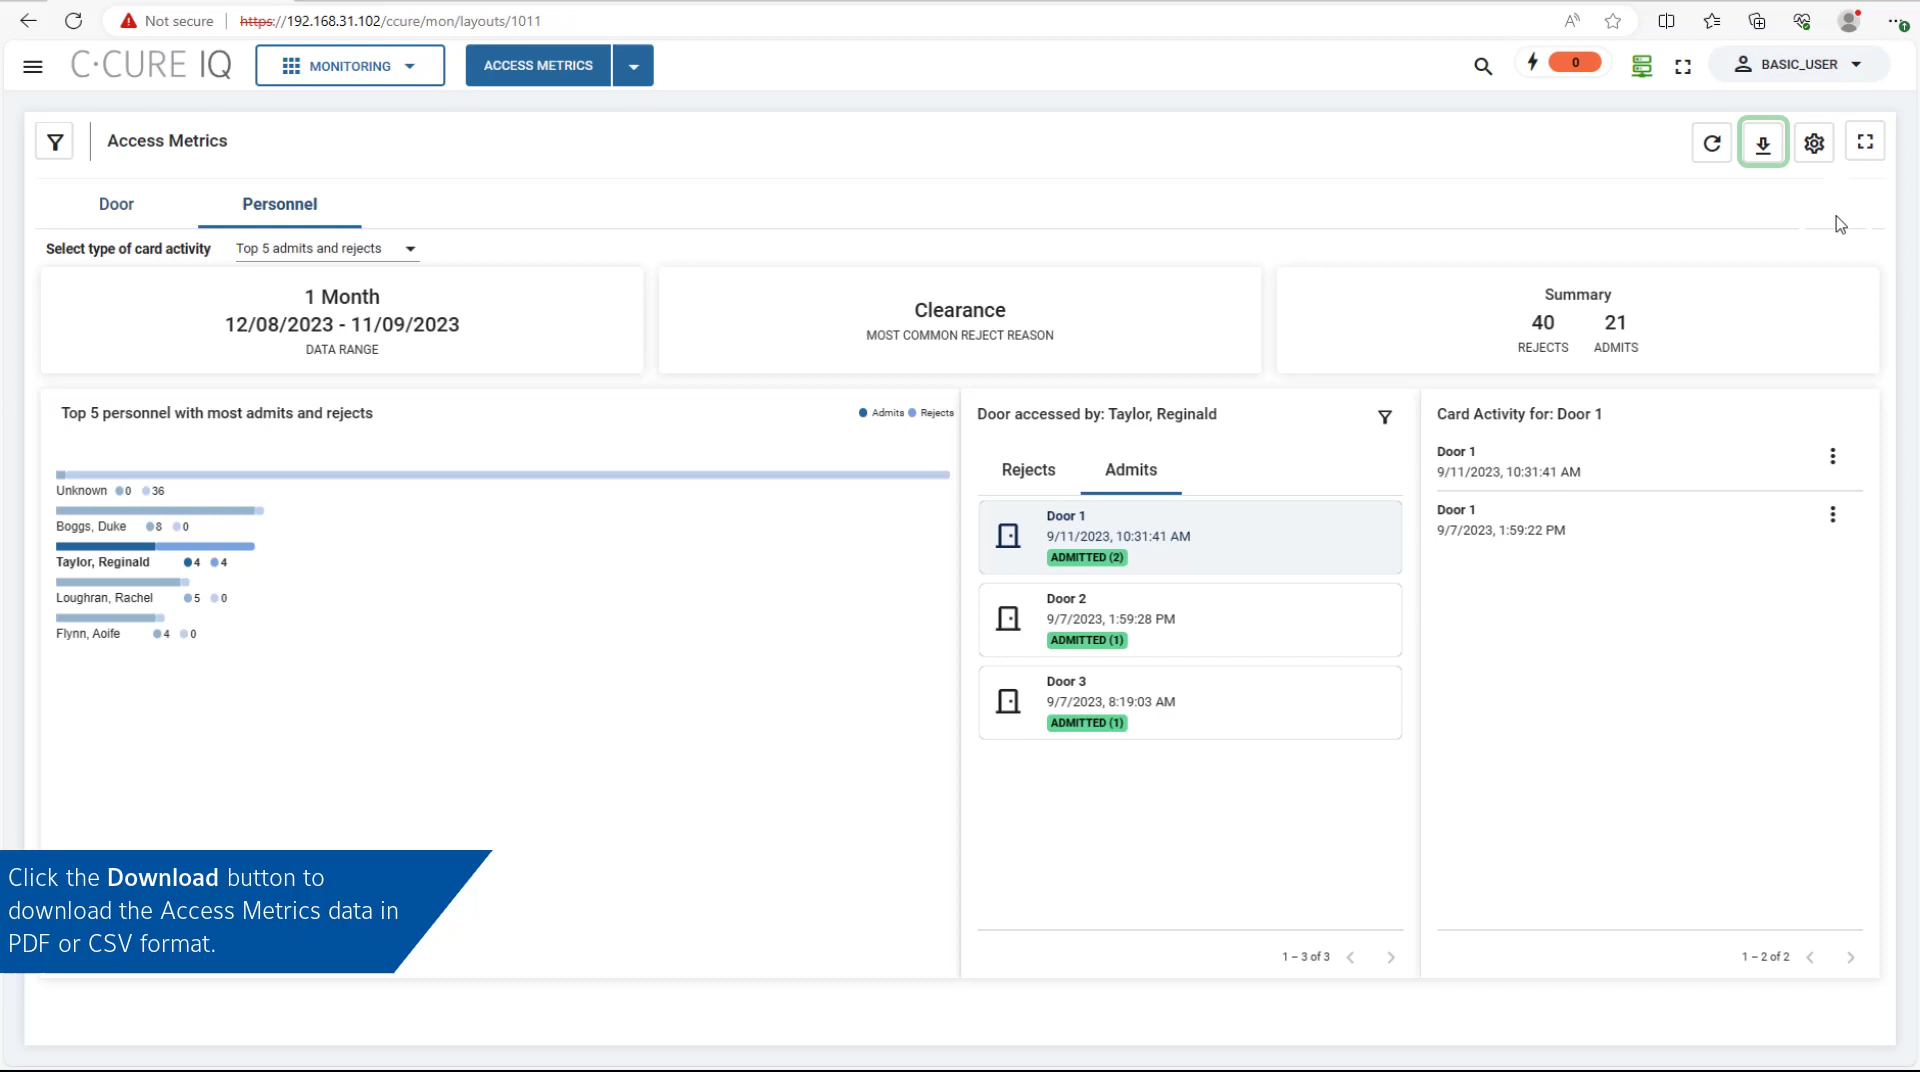 Not secure
https://192.168.31.102/ccure/mon/layouts/1011
C•CURE IQ
MONITORING
ACCESS METRICS
0
BASIC_USER
Access Metrics
Door
Personnel
Select type of card activity
Top 5 admits and rejects
1 Month
12/08/2023 - 11/09/2023
DATA RANGE
Clearance
MOST COMMON REJECT REASON
Summary
40 21
REJECTS ADMITS
Top 5 personnel with most admits and rejects
Admits Rejects
Unknown 0 36
Boggs, Duke 8 0
Taylor, Reginald 4 4
Loughran, Rachel 5 0
Flynn, Aoife 4 0
Door accessed by: Taylor, Reginald
Rejects Admits
Door 1
9/11/2023, 10:31:41 AM
ADMITTED (2)
Door 2
9/7/2023, 1:59:28 PM
ADMITTED (1)
Door 3
9/7/2023, 8:19:03 AM
ADMITTED (1)
1 – 3 of 3
Card Activity for: Door 1
Door 1
9/11/2023, 10:31:41 AM
Door 1
9/7/2023, 1:59:22 PM
1 – 2 of 2
Click the Download button to
download the Access Metrics data in
PDF or CSV format.